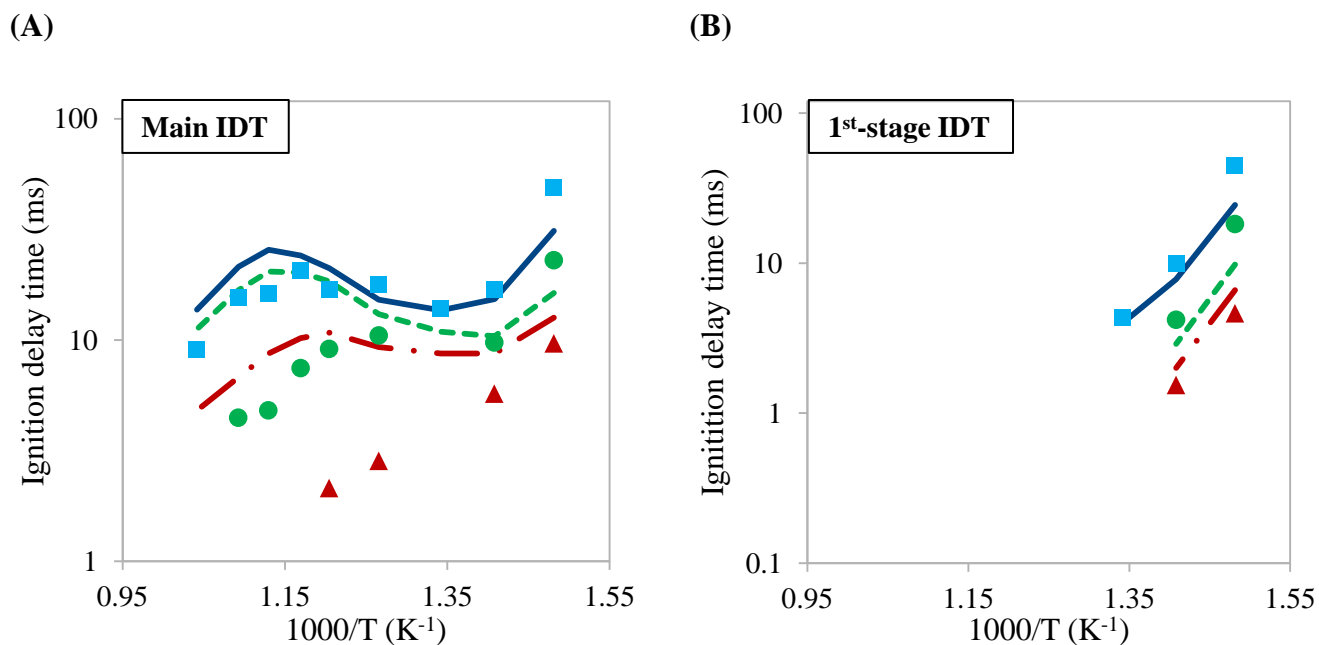 (A)
(B)
Main IDT
1st-stage IDT
Ignition delay time (ms)
100
10
1
0.95
1.15
1.35
1.55
1000/T (K-1)
Ignitition delay time (ms)
100
10
1
0.1
0.95
1.15
1.35
1.55
1000/T (K-1)